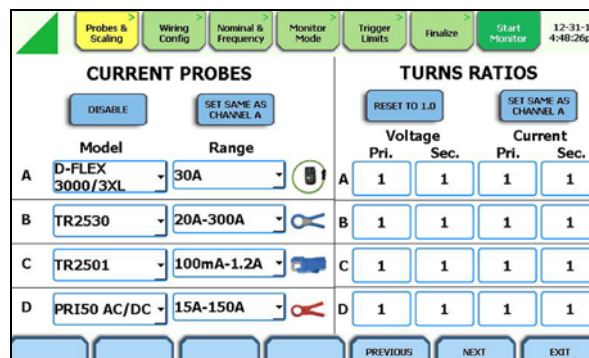 Probes & Scaling
Wiring Config
Nominal & Frequency
Monitor Mode
Trigger Limits
Finalize
Start Monitor
12-31-1
4:48:26p
CURRENT PROBES
TURNS RATIOS
DISABLE
SET SAME AS CHANNEL A
RESET TO 1.0
SET SAME AS CHANNEL A
Voltage Current
Model Range Pri. Sec. Pri. Sec.
A D-FLEX 3000/3XL 30A A 1 1 1 1
B TR2530 20A-300A B 1 1 1 1
C TR2501 100mA-1.2A C 1 1 1 1
D PRI50 AC/DC 15A-150A D 1 1 1 1
PREVIOUS NEXT EXIT